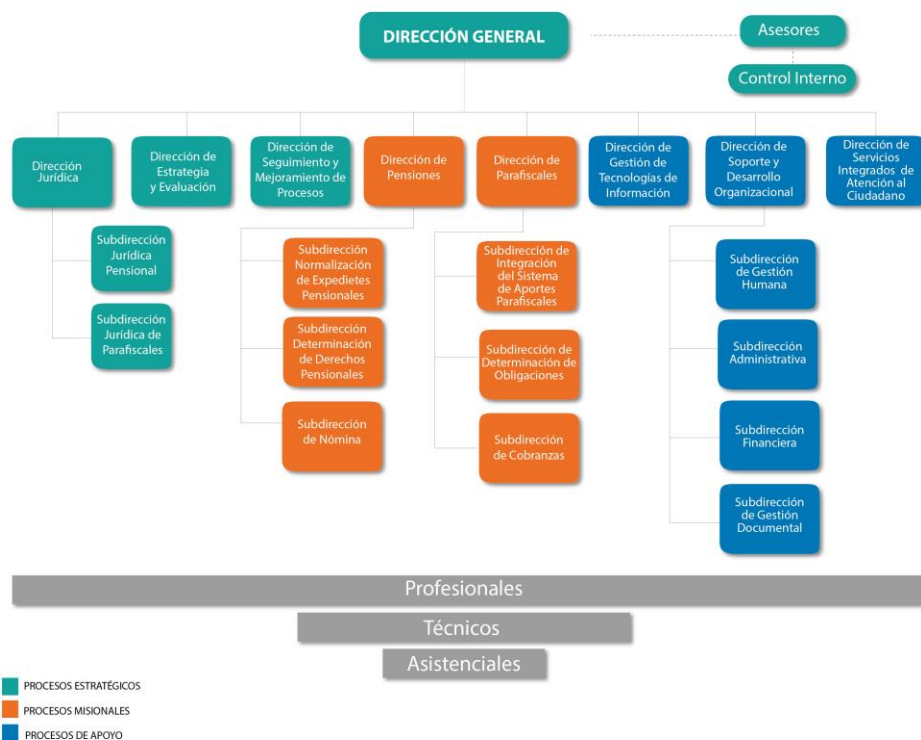 DIRECCIÓN GENERAL
Asesores
Control Interno
Dirección
Jurídica
Dirección de
Estrategia
y Evaluación
Dirección de
Seguimiento y
Mejoramiento de
Procesos
Dirección de
Pensiones
Dirección de
Parafiscales
Dirección de
Gestión de
Tecnologías de
Información
Dirección de
Soporte y
Desarrollo
Organizacional
Dirección de
Servicios
Integrados de
Atención al
Ciudadano
Subdirección
Jurídica
Pensional
Subdirección
Jurídica de
Parafiscales
Subdirección
Normalización
de Expedietes
Pensionales
Subdirección
Determinación
de Derechos
Pensionales
Subdirección
de Nómina
Subdirección de
Integración
del Sistema
de Aportes
Parafiscales
Subdirección de
Determinación de
Obligaciones
Subdirección
de Cobranzas
Subdirección
de Gestión
Humana
Subdirección
Administrativa
Subdirección
Financiera
Subdirección
de Gestión
Documental
Profesionales
Técnicos
Asistenciales
PROCESOS ESTRATÉGICOS
PROCESOS MISIONALES
PROCESOS DE APOYO